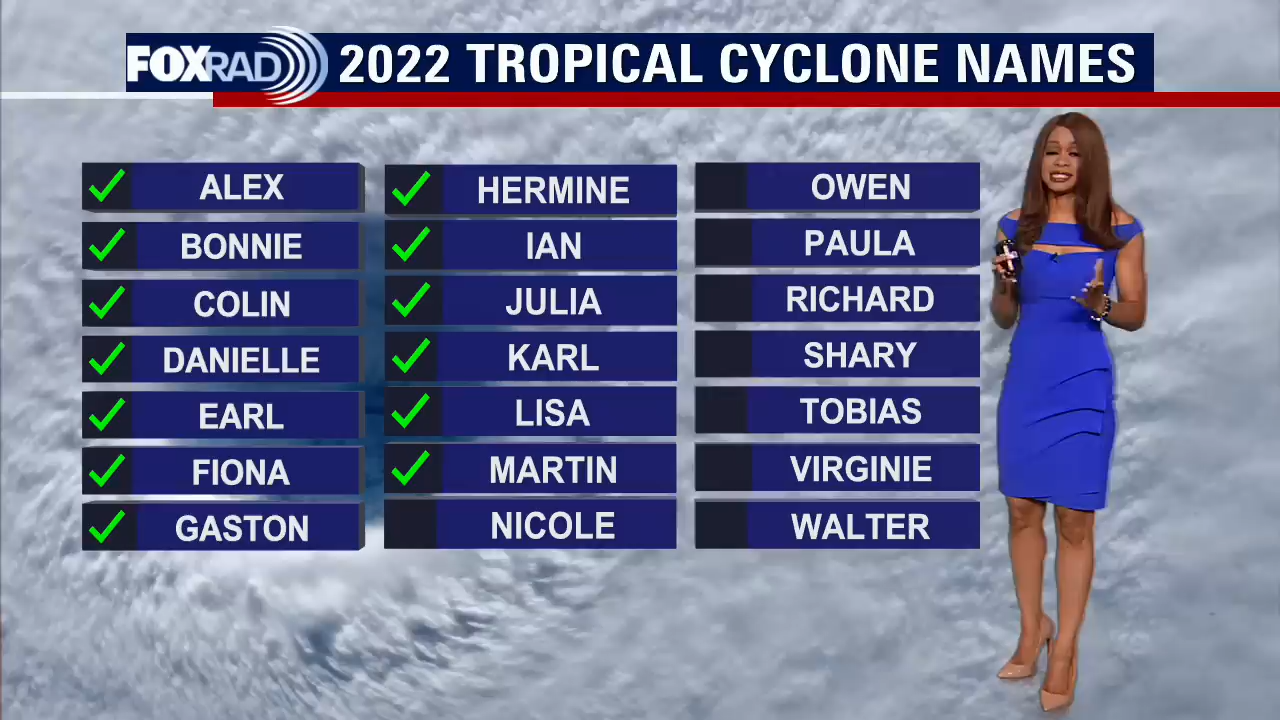 FOXRAD 2022 TROPICAL CYCLONE NAMES
ALEX
BONNIE
COLIN
DANIELLE
EARL
FIONA
GASTON
HERMINE
IAN
JULIA
KARL
LISA
MARTIN
NICOLE
OWEN
PAULA
RICHARD
SHARY
TOBIAS
VIRGINIE
WALTER